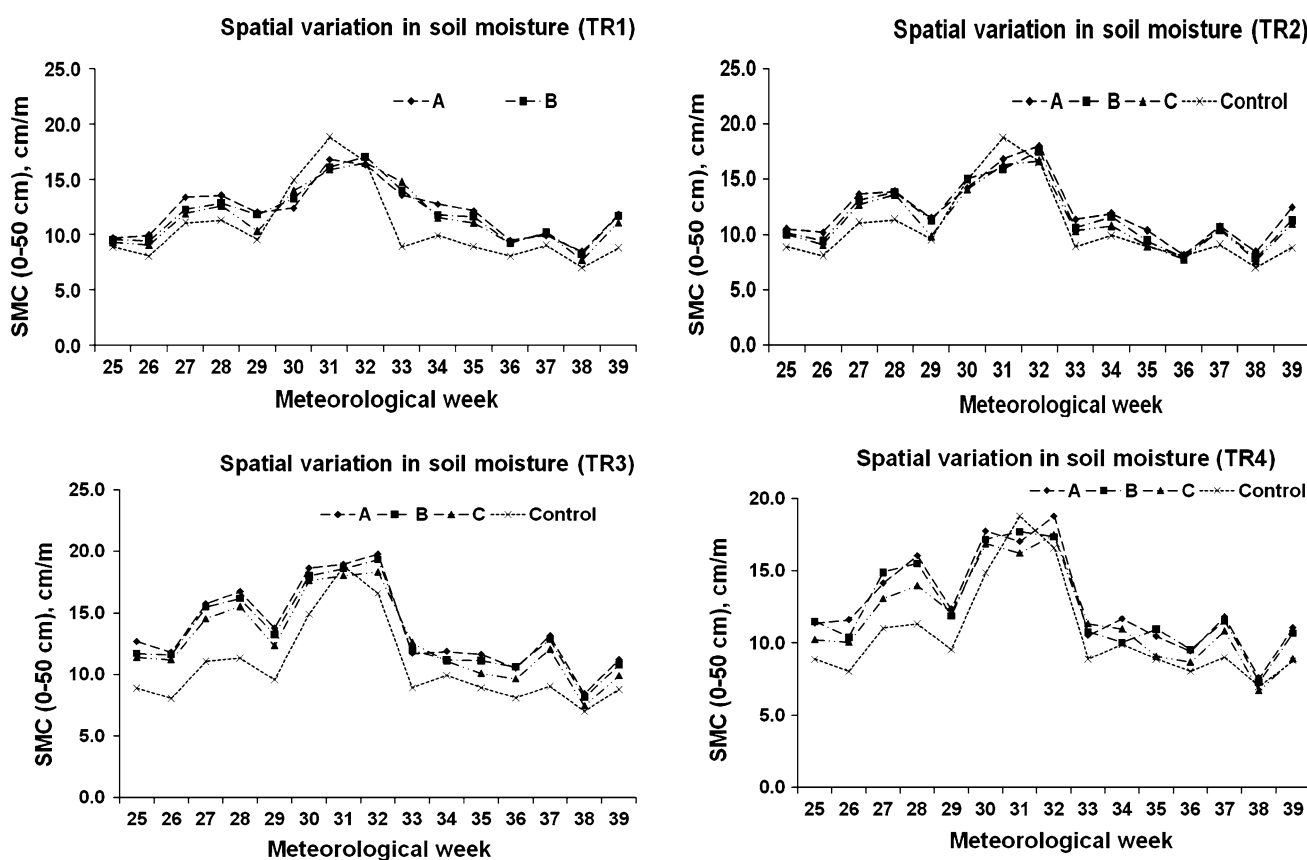 Spatial variation in soil moisture (TR1)
SMC (0-50 cm), cm/m
25.0
20.0
15.0
10.0
5.0
0.0
A B
25 26 27 28 29 30 31 32 33 34 35 36 37 38 39
Meteorological week
Spatial variation in soil moisture (TR2)
SMC (0-50 cm), cm/m
25.0
20.0
15.0
10.0
5.0
0.0
A B C Control
25 26 27 28 29 30 31 32 33 34 35 36 37 38 39
Meteorological week
Spatial variation in soil moisture (TR3)
SMC (0-50 cm), cm/m
25.0
20.0
15.0
10.0
5.0
0.0
A B C Control
25 26 27 28 29 30 31 32 33 34 35 36 37 38 39
Meteorological week
Spatial variation in soil moisture (TR4)
SMC (0-50 cm), cm/m
20.0
15.0
10.0
5.0
0.0
A B C Control
25 26 27 28 29 30 31 32 33 34 35 36 37 38 39
Meteorological week